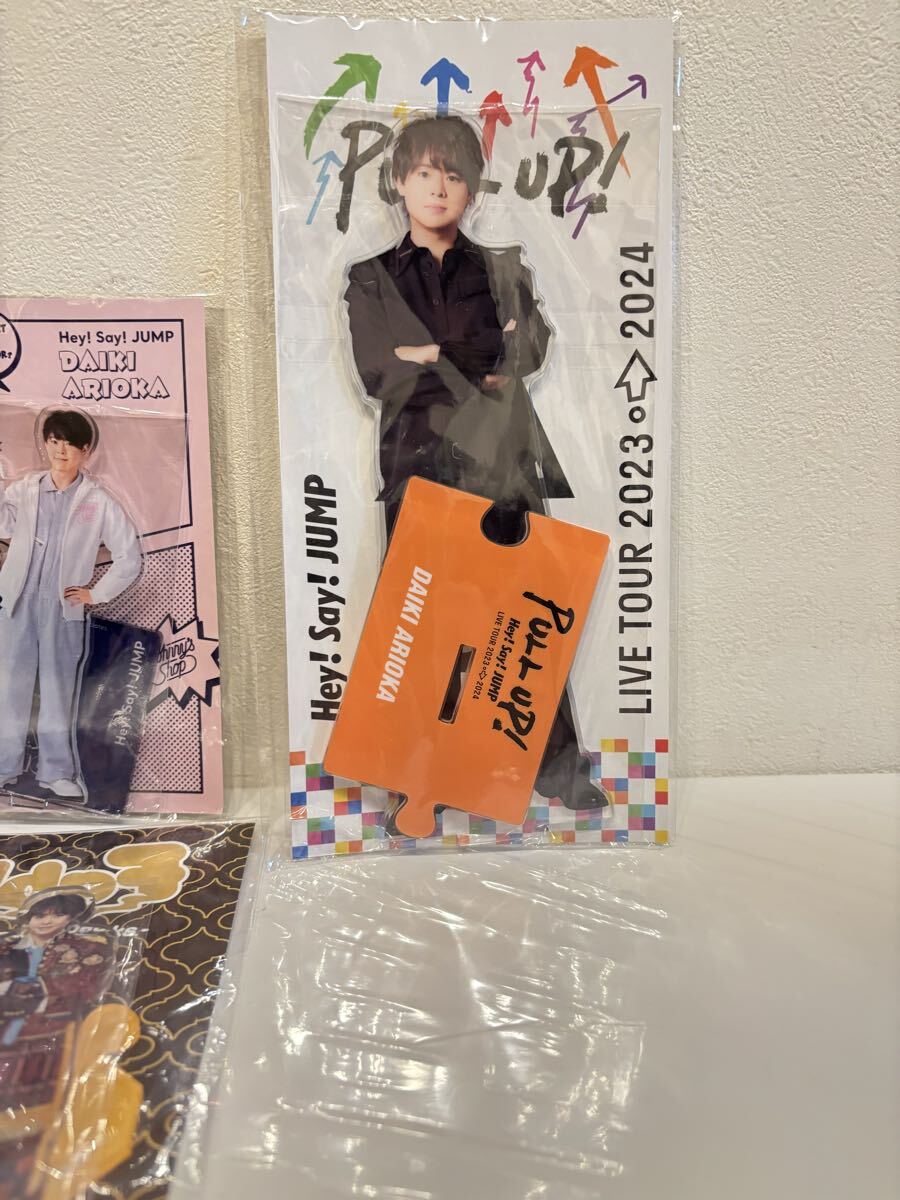 PULL UP!
Hey! Say! JUMP
LIVE TOUR 2023 2024
DAIKI ARIOKA
PULL UP!
Hey! Say! JUMP
LIVE TOUR 2023 2024
Hey! Say! JUMP
DAIKI
ARIOKA
Johnny's
Shop
Hey! Say! JUMP